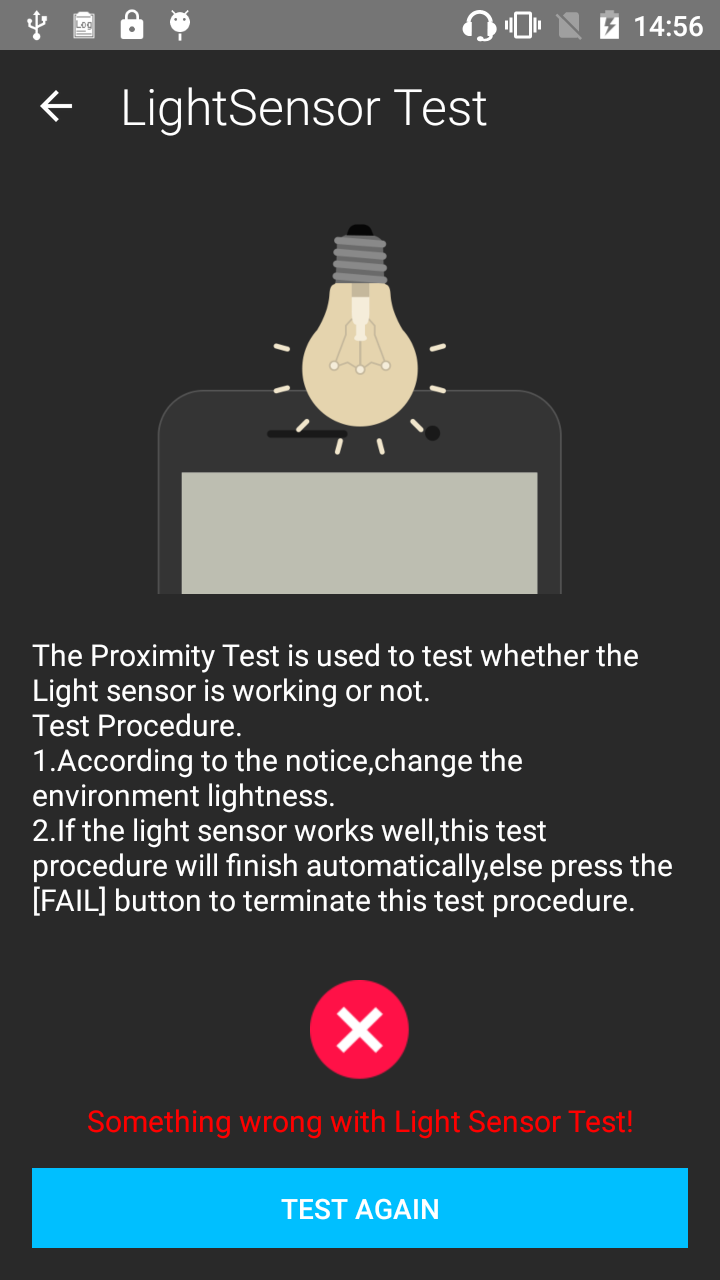 Log
14:56
LightSensor Test
The Proximity Test is used to test whether the
Light sensor is working or not.
Test Procedure.
1.According to the notice,change the
environment lightness.
2.If the light sensor works well,this test
procedure will finish automatically,else press the
[FAIL] button to terminate this test procedure.
Something wrong with Light Sensor Test!
TEST AGAIN